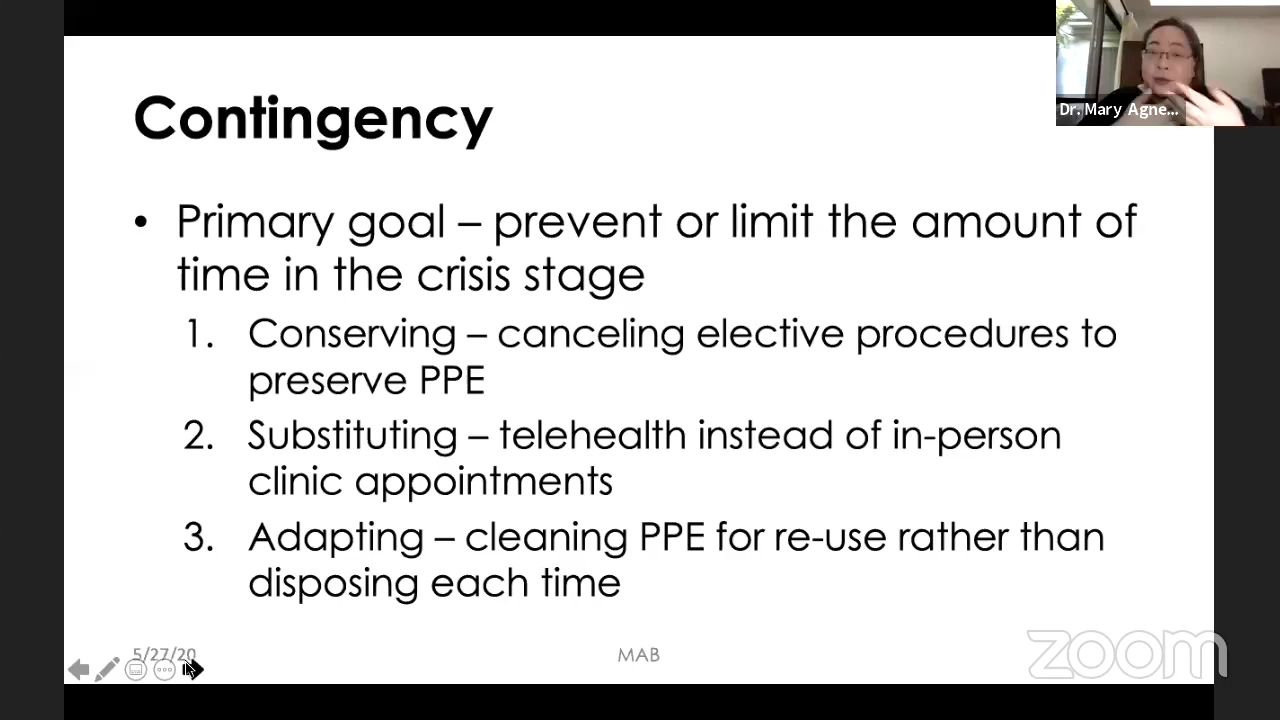 Contingency
Dr. Mary Agne...
• Primary goal – prevent or limit the amount of
time in the crisis stage
1. Conserving – canceling elective procedures to
preserve PPE
2. Substituting – telehealth instead of in-person
clinic appointments
3. Adapting – cleaning PPE for re-use rather than
disposing each time
5/27/20
MAB
zoom